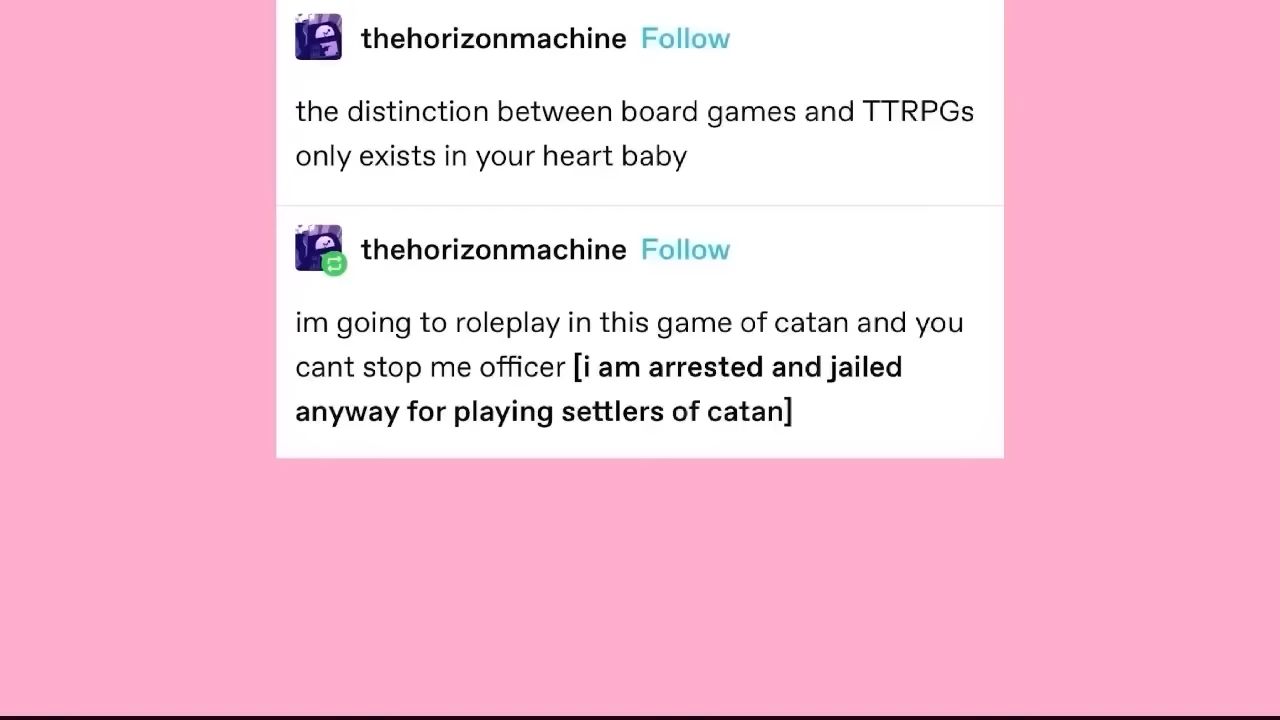 thehorizonmachine Follow
the distinction between board games and TTRPGs
only exists in your heart baby
thehorizonmachine Follow
im going to roleplay in this game of catan and you
cant stop me officer [i am arrested and jailed
anyway for playing settlers of catan]